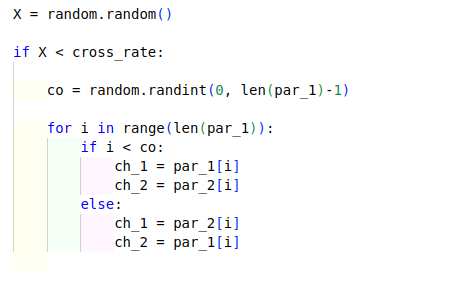 X = random.random()
if X < cross_rate:
    co = random.randint(0, len(par_1)-1)
    for i in range(len(par_1)):
        if i < co:
            ch_1 = par_1[i]
            ch_2 = par_2[i]
        else:
            ch_1 = par_2[i]
            ch_2 = par_1[i]